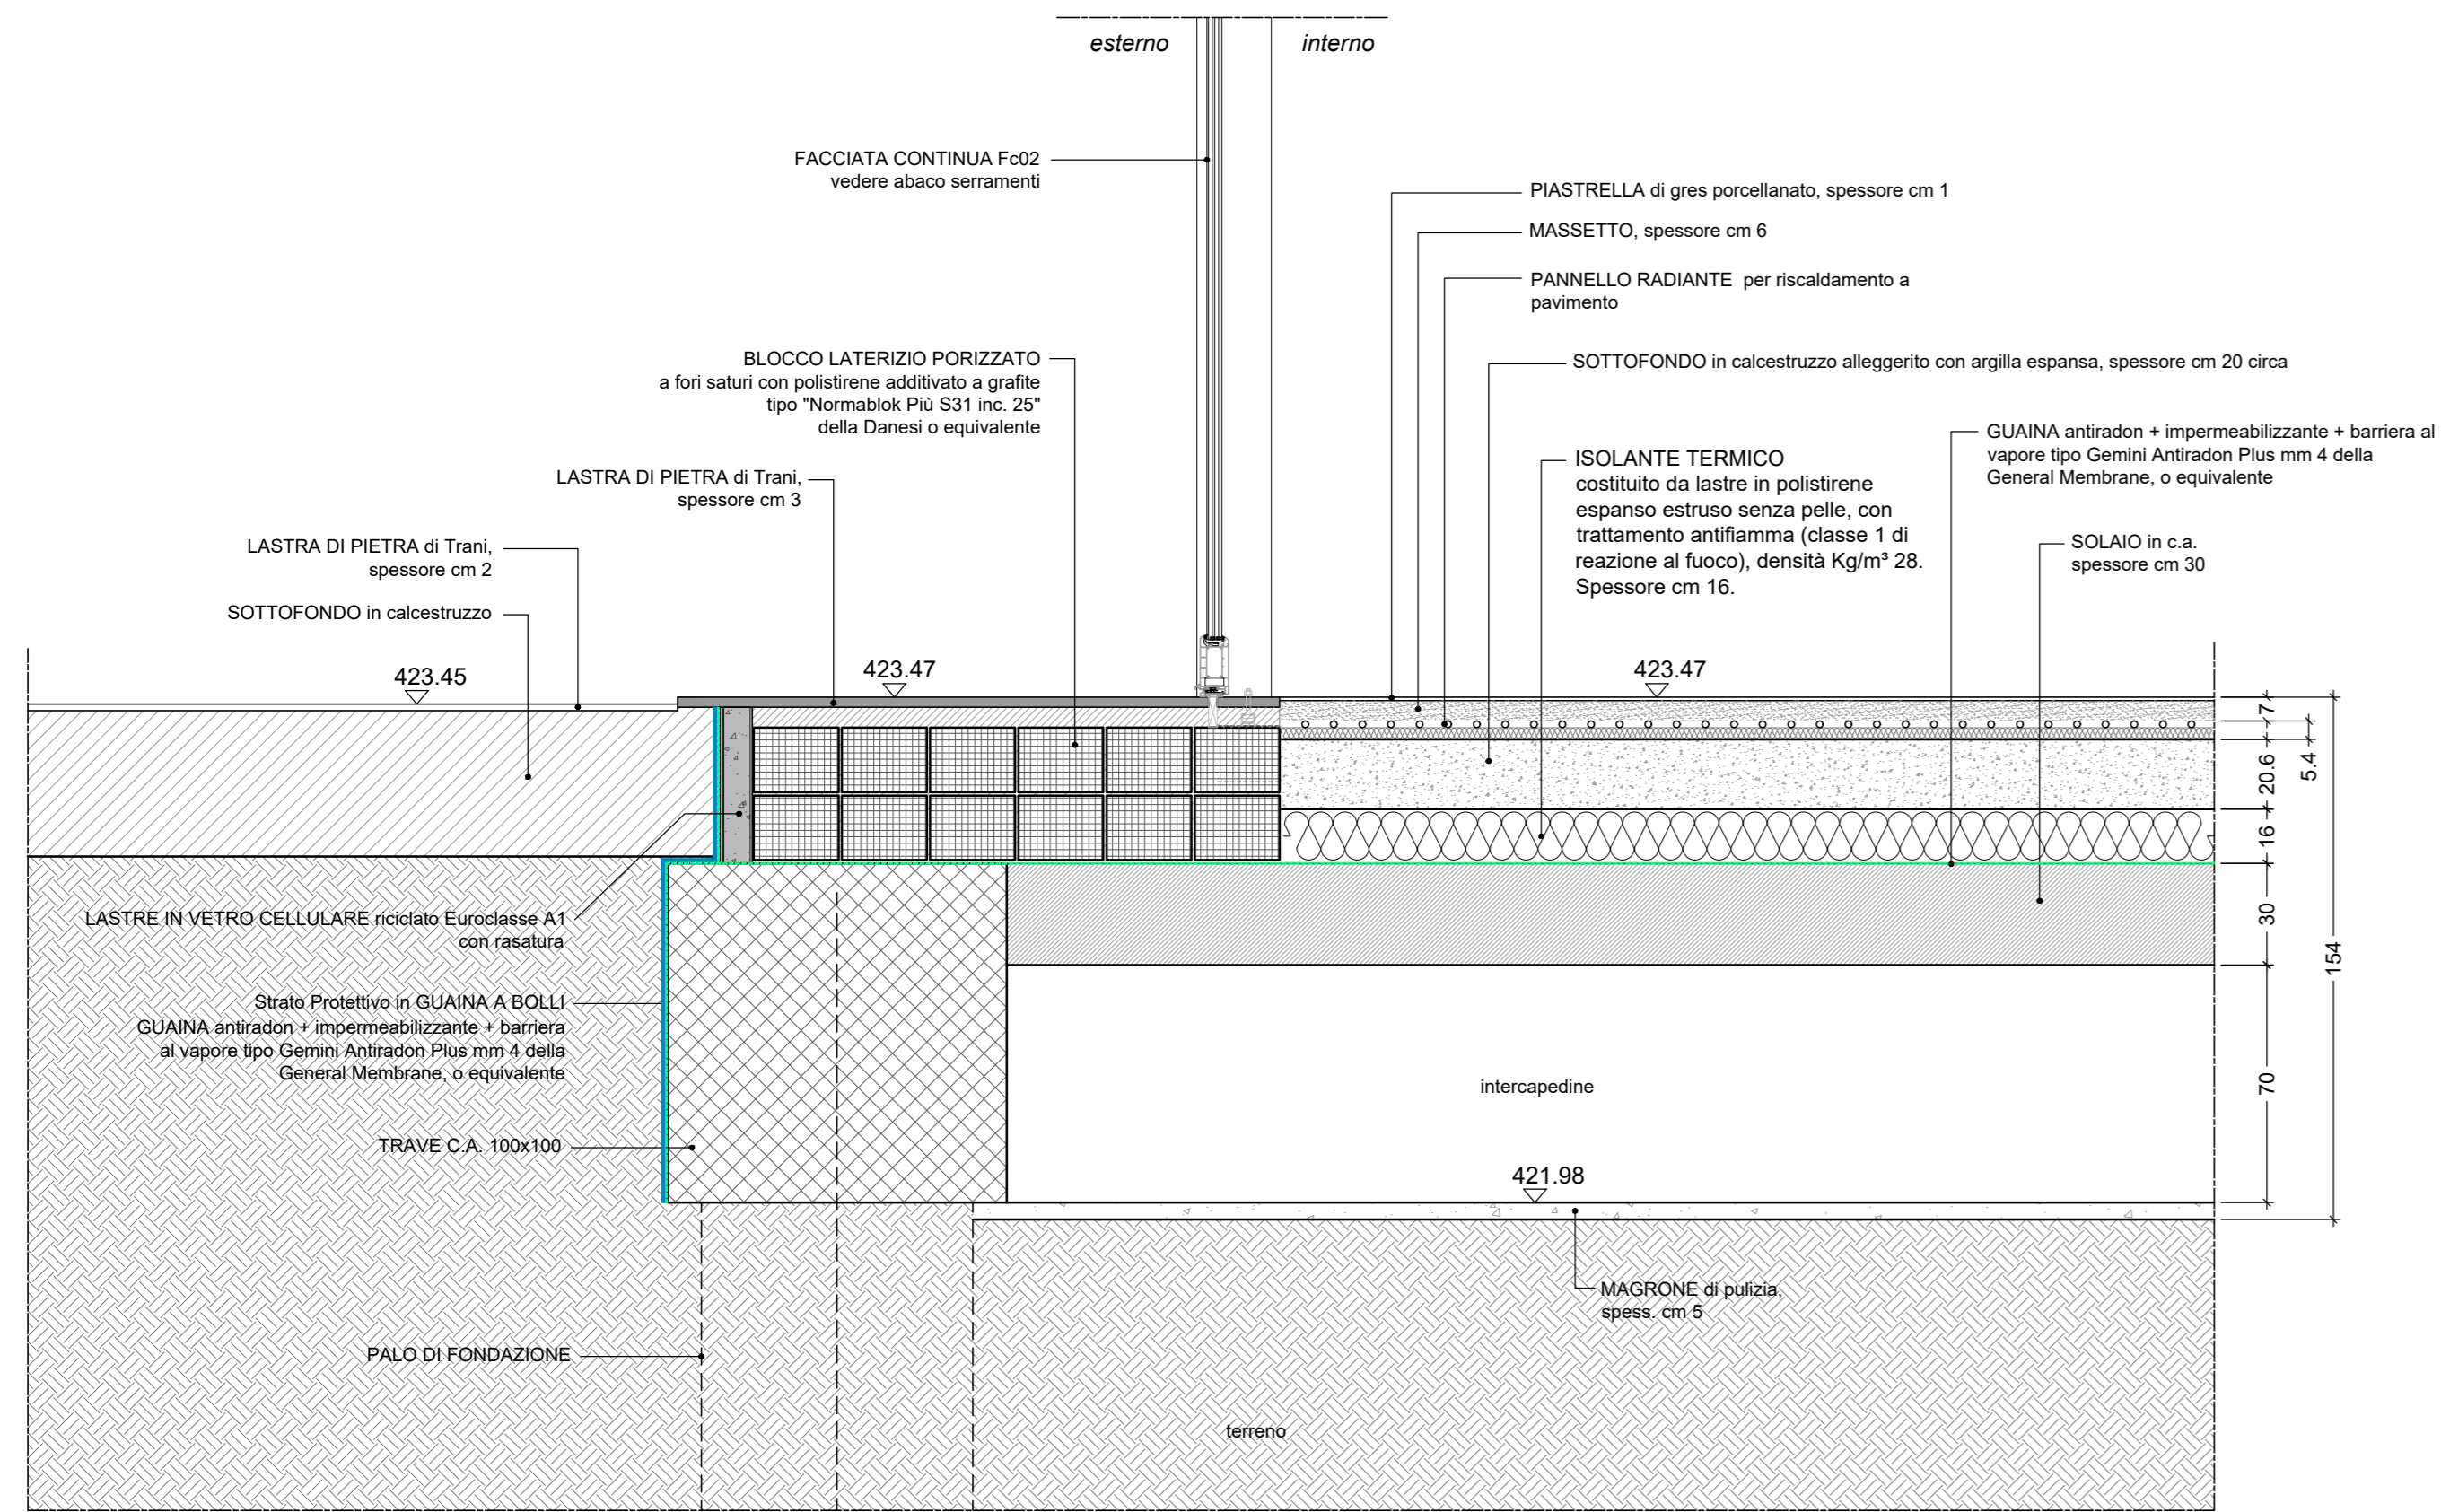 esterno
interno
FACCIATA CONTINUA Fc02
vedere abaco serramenti
PIASTRELLA di gres porcellanato, spessore cm 1
MASSETTO, spessore cm 6
PANNELLO RADIANTE per riscaldamento a
pavimento
BLOCCO LATERIZIO PORIZZATO
a fori saturi con polistirene additivato a grafite
tipo "Normablok Più S31 inc. 25"
della Danesi o equivalente
SOTTOFONDO in calcestruzzo alleggerito con argilla espansa, spessore cm 20 circa
GUAINA antiradon + impermeabilizzante + barriera al
vapore tipo Gemini Antiradon Plus mm 4 della
General Membrane, o equivalente
ISOLANTE TERMICO
costituito da lastre in polistirene
espanso estruso senza pelle, con
trattamento antifiamma (classe 1 di
reazione al fuoco), densità Kg/m³ 28.
Spessore cm 16.
LASTRA DI PIETRA di Trani,
spessore cm 3
LASTRA DI PIETRA di Trani,
spessore cm 2
SOLAIO in c.a.
spessore cm 30
SOTTOFONDO in calcestruzzo
423.45
423.47
423.47
7
5.4
20.6
16
30
70
154
LASTRE IN VETRO CELLULARE riciclato Euroclasse A1
con rasatura
Strato Protettivo in GUAINA A BOLLI
GUAINA antiradon + impermeabilizzante + barriera
al vapore tipo Gemini Antiradon Plus mm 4 della
General Membrane, o equivalente
intercapedine
TRAVE C.A. 100x100
421.98
MAGRONE di pulizia,
spess. cm 5
PALO DI FONDAZIONE
terreno